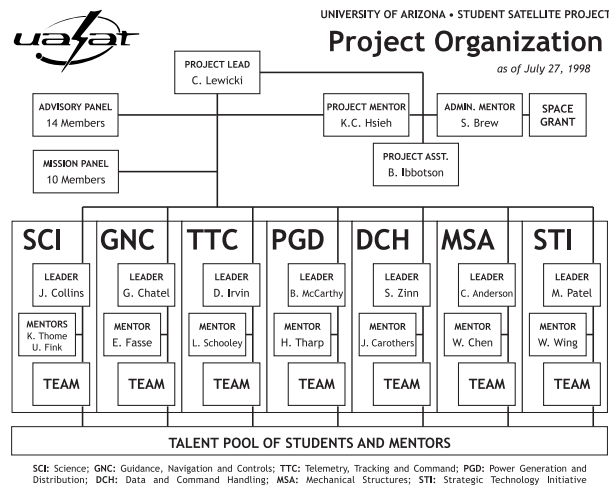 uasat
UNIVERSITY OF ARIZONA • STUDENT SATELLITE PROJECT
Project Organization
as of July 27, 1998
PROJECT LEAD
C. Lewicki
ADVISORY PANEL
14 Members
PROJECT MENTOR
K.C. Hsieh
ADMIN. MENTOR
S. Brew
SPACE
GRANT
MISSION PANEL
10 Members
PROJECT ASST.
B. Ibbotson
SCI
LEADER
J. Collins
MENTORS
K. Thome
U. Fink
TEAM
GNC
LEADER
G. Chatel
MENTOR
E. Fasse
TEAM
TTC
LEADER
D. Irvin
MENTOR
L. Schooley
TEAM
PGD
LEADER
B. McCarthy
MENTOR
H. Tharp
TEAM
DCH
LEADER
S. Zinn
MENTOR
J. Carothers
TEAM
MSA
LEADER
C. Anderson
MENTOR
W. Chen
TEAM
STI
LEADER
M. Patel
MENTOR
W. Wing
TEAM
TALENT POOL OF STUDENTS AND MENTORS
SCI: Science; GNC: Guidance, Navigation and Controls; TTC: Telemetry, Tracking and Command; PGD: Power Generation and
Distribution; DCH: Data and Command Handling; MSA: Mechanical Structures; STI: Strategic Technology Initiative